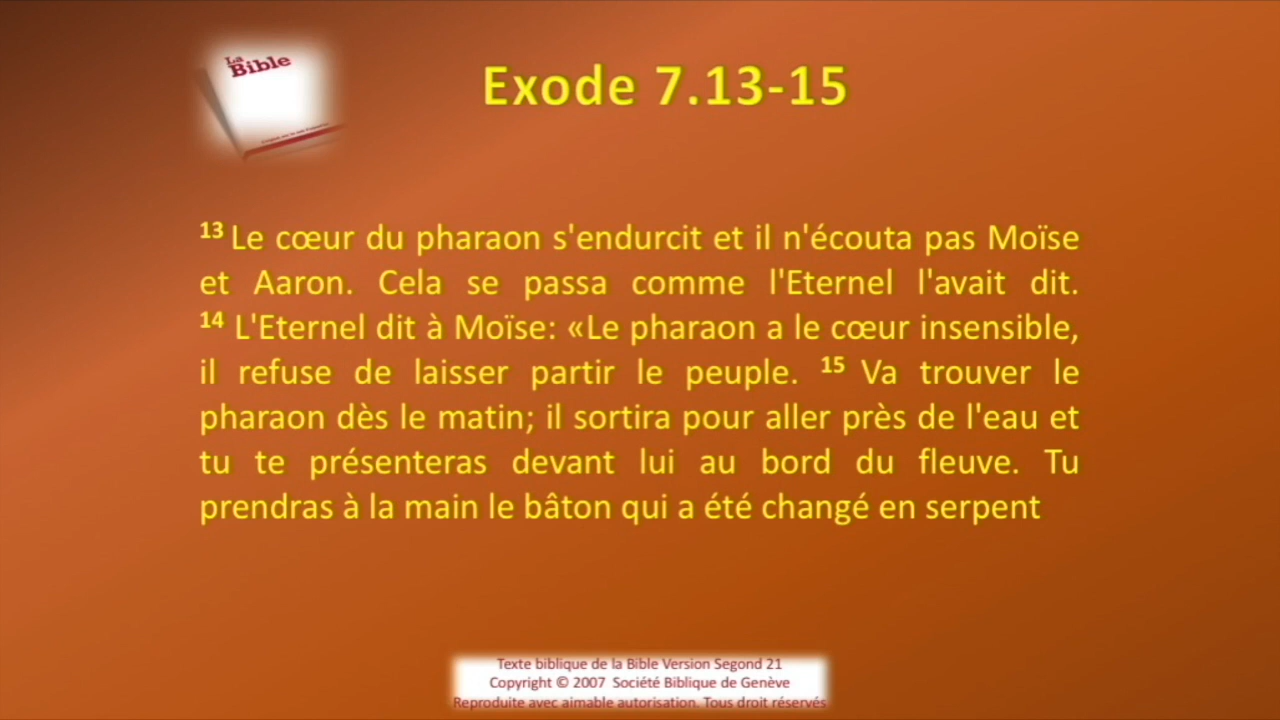 La
Bible
Exode 7.13-15
13 Le cœur du pharaon s'endurcit et il n'écouta pas Moïse
et Aaron. Cela se passa comme l'Eternel l'avait dit.
14 L'Eternel dit à Moïse: «Le pharaon a le cœur insensible,
il refuse de laisser partir le peuple. 15 Va trouver le
pharaon dès le matin; il sortira pour aller près de l'eau et
tu te présenteras devant lui au bord du fleuve. Tu
prendras à la main le bâton qui a été changé en serpent
Texte biblique de la Bible Version Segond 21
Copyright © 2007 Société Biblique de Genève
Reproduite avec aimable autorisation. Tous droit réservés